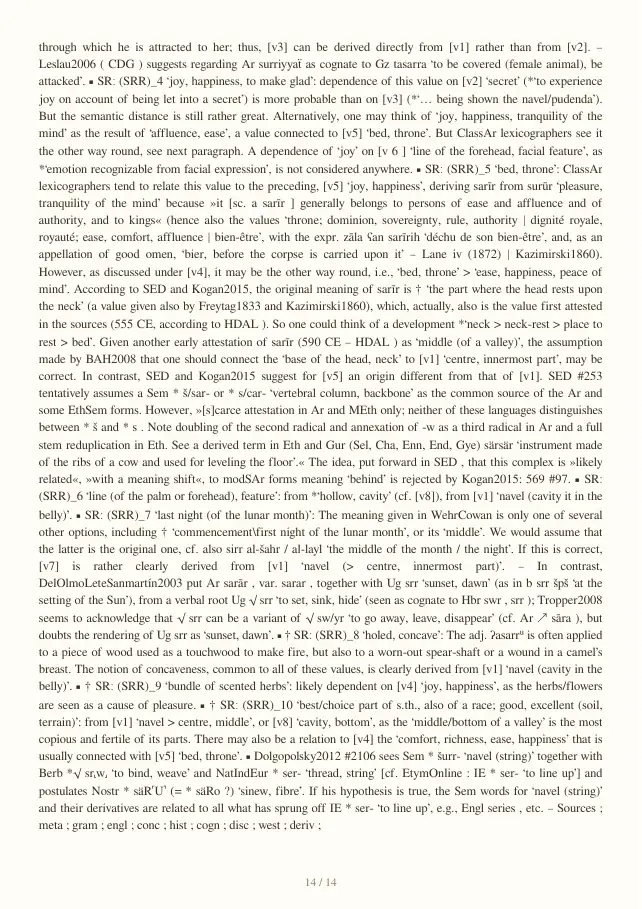 through which he is attracted to her; thus, [v3] can be derived directly from [v1] rather than from [v2]. –
Leslau2006 ( CDG ) suggests regarding Ar surriyyaẗ as cognate to Gz tasarra ‘to be covered (female animal), be
attacked’. ▪ SR: (SRR)_4 ‘joy, happiness, to make glad’: dependence of this value on [v2] ‘secret’ (*‘to experience
joy on account of being let into a secret’) is more probable than on [v3] (*‘… being shown the navel/pudenda’).
But the semantic distance is still rather great. Alternatively, one may think of ‘joy, happiness, tranquility of the
mind’ as the result of ‘affluence, ease’, a value connected to [v5] ‘bed, throne’. But ClassAr lexicographers see it
the other way round, see next paragraph. A dependence of ‘joy’ on [v 6 ] ‘line of the forehead, facial feature’, as
*‘emotion recognizable from facial expression’, is not considered anywhere. ▪ SR: (SRR)_5 ‘bed, throne’: ClassAr
lexicographers tend to relate this value to the preceding, [v5] ‘joy, happiness’, deriving sarīr from surūr ‘pleasure,
tranquility of the mind’ because »it [sc. a sarīr ] generally belongs to persons of ease and affluence and of
authority, and to kings« (hence also the values ‘throne; dominion, sovereignty, rule, authority | dignité royale,
royauté; ease, comfort, affluence | bien-être’, with the expr. zāla ʕan sarīrih ‘déchu de son bien-être’, and, as an
appellation of good omen, ‘bier, before the corpse is carried upon it’ – Lane iv (1872) | Kazimirski1860).
However, as discussed under [v4], it may be the other way round, i.e., ‘bed, throne’ > ‘ease, happiness, peace of
mind’. According to SED and Kogan2015, the original meaning of sarīr is † ‘the part where the head rests upon
the neck’ (a value given also by Freytag1833 and Kazimirski1860), which, actually, also is the value first attested
in the sources (555 CE, according to HDAL ). So one could think of a development *‘neck > neck-rest > place to
rest > bed’. Given another early attestation of sarīr (590 CE – HDAL ) as ‘middle (of a valley)’, the assumption
made by BAH2008 that one should connect the ‘base of the head, neck’ to [v1] ‘centre, innermost part’, may be
correct. In contrast, SED and Kogan2015 suggest for [v5] an origin different from that of [v1]. SED #253
tentatively assumes a Sem * š/sar- or * s/car- ‘vertebral column, backbone’ as the common source of the Ar and
some EthSem forms. However, »[s]carce attestation in Ar and MEth only; neither of these languages distinguishes
between * š and * s . Note doubling of the second radical and annexation of -w as a third radical in Ar and a full
stem reduplication in Eth. See a derived term in Eth and Gur (Sel, Cha, Enn, End, Gye) särsär ‘instrument made
of the ribs of a cow and used for leveling the floor’.« The idea, put forward in SED , that this complex is »likely
related«, »with a meaning shift«, to modSAr forms meaning ‘behind’ is rejected by Kogan2015: 569 #97. ▪ SR:
(SRR)_6 ‘line (of the palm or forehead), feature’: from *‘hollow, cavity’ (cf. [v8]), from [v1] ‘navel (cavity it in the
belly)’. ▪ SR: (SRR)_7 ‘last night (of the lunar month)’: The meaning given in WehrCowan is only one of several
other options, including † ‘commencement\first night of the lunar month’, or its ‘middle’. We would assume that
the latter is the original one, cf. also sirr al-šahr / al-layl ‘the middle of the month / the night’. If this is correct,
[v7] is rather clearly derived from [v1] ‘navel (> centre, innermost part)’. – In contrast,
DelOlmoLeteSanmartín2003 put Ar sarār , var. sarar , together with Ug srr ‘sunset, dawn’ (as in b srr špš ‘at the
setting of the Sun’), from a verbal root Ug √ srr ‘to set, sink, hide’ (seen as cognate to Hbr swr , srr ); Tropper2008
seems to acknowledge that √ srr can be a variant of √ sw/yr ‘to go away, leave, disappear’ (cf. Ar ↗ sāra ), but
doubts the rendering of Ug srr as ‘sunset, dawn’. ▪ † SR: (SRR)_8 ‘holed, concave’: The adj. ʔasarrᵘ is often applied
to a piece of wood used as a touchwood to make fire, but also to a worn-out spear-shaft or a wound in a camel’s
breast. The notion of concaveness, common to all of these values, is clearly derived from [v1] ‘navel (cavity in the
belly)’. ▪ † SR: (SRR)_9 ‘bundle of scented herbs’: likely dependent on [v4] ‘joy, happiness’, as the herbs/flowers
are seen as a cause of pleasure. ▪ † SR: (SRR)_10 ‘best/choice part of s.th., also of a race; good, excellent (soil,
terrain)’: from [v1] ‘navel > centre, middle’, or [v8] ‘cavity, bottom’, as the ‘middle/bottom of a valley’ is the most
copious and fertile of its parts. There may also be a relation to [v4] the ‘comfort, richness, ease, happiness’ that is
usually connected with [v5] ‘bed, throne’. ▪ Dolgopolsky2012 #2106 sees Sem * šurr- ‘navel (string)’ together with
Berb *√ sr,w, ‘to bind, weave’ and NatIndEur * ser- ‘thread, string’ [cf. EtymOnline : IE * ser- ‘to line up’] and
postulates Nostr * säRʾUʾ (= * säRo ?) ‘sinew, fibre’. If his hypothesis is true, the Sem words for ‘navel (string)’
and their derivatives are related to all what has sprung off IE * ser- ‘to line up’, e.g., Engl series , etc. – Sources ;
meta ; gram ; engl ; conc ; hist ; cogn ; disc ; west ; deriv ;
14 / 14